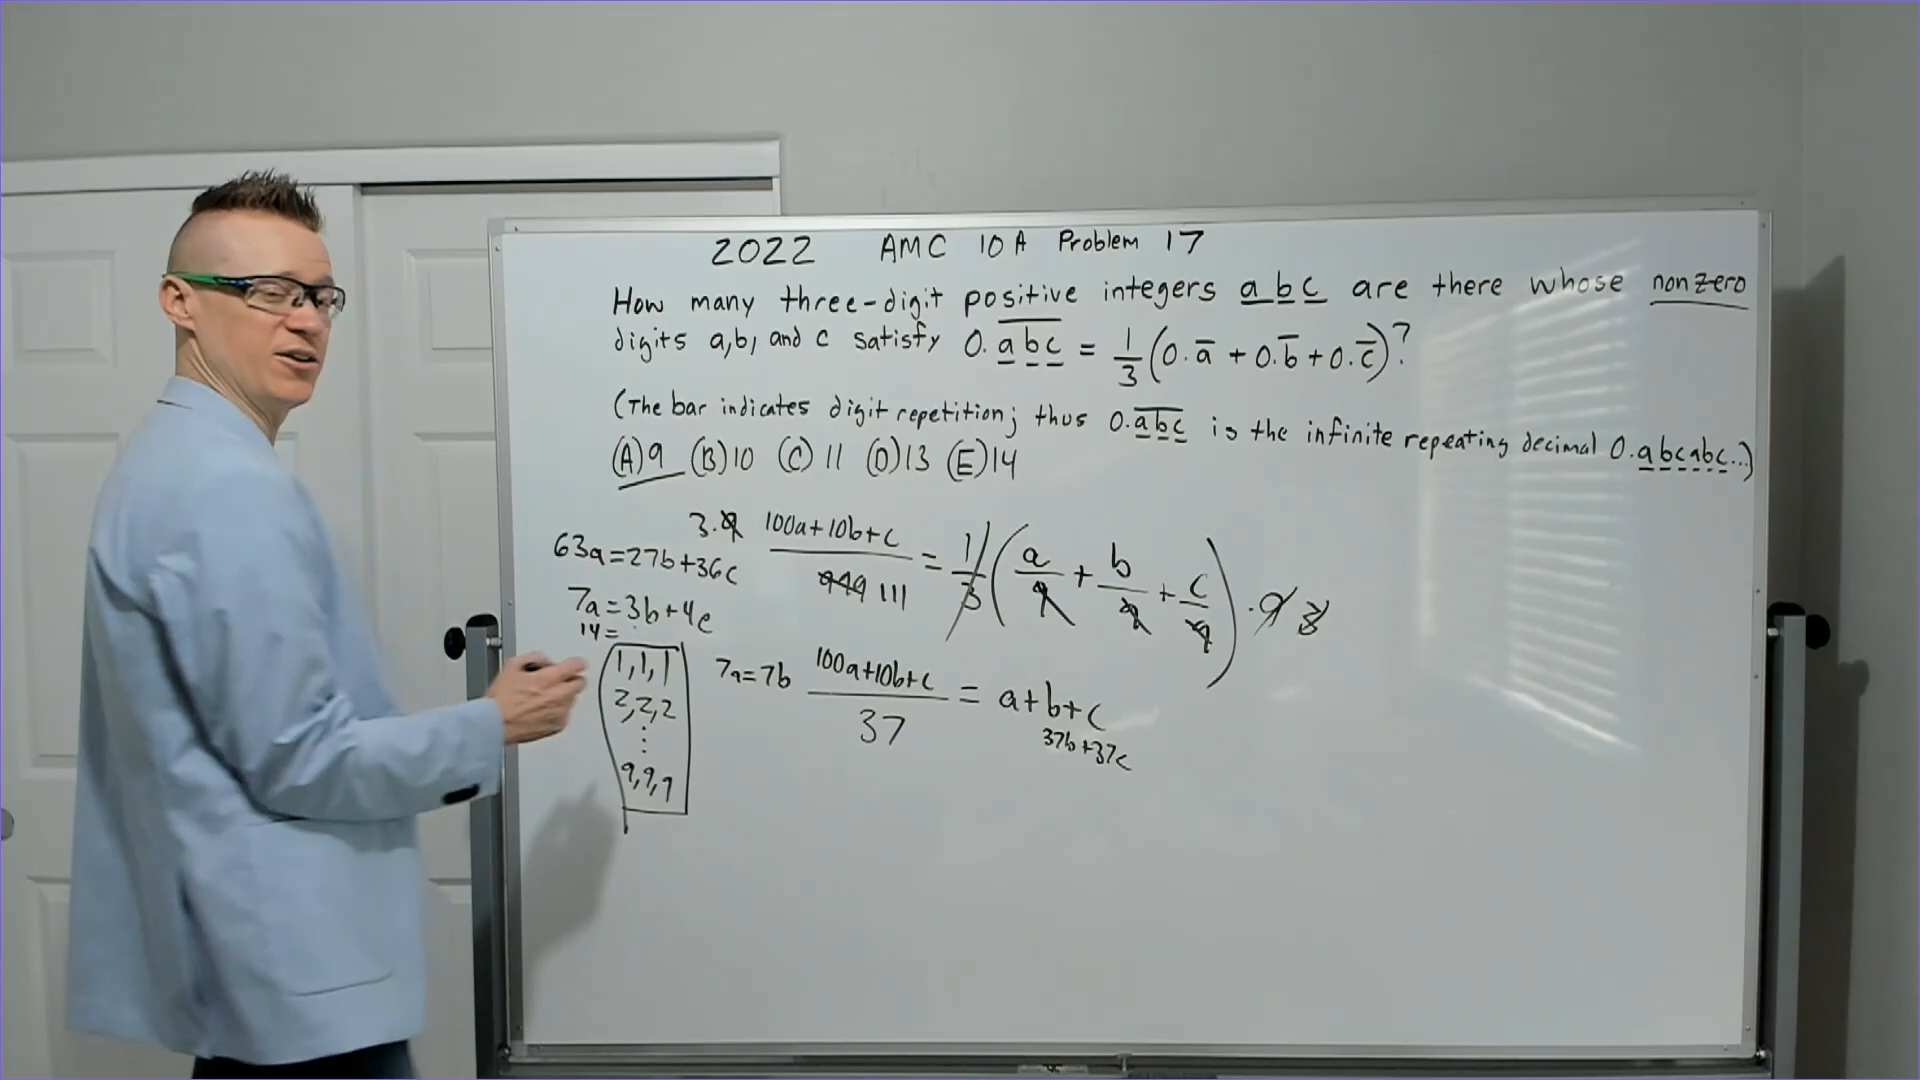 2022 AMC 10A Problem 17
How many three-digit positive integers a b c are there whose nonzero
digits a, b, and c satisfy 0.a̅b̅c̅ = 1/3 (0.a̅ + 0.b̅ + 0.c̅)?
(The bar indicates digit repetition; thus 0.a̅b̅c̅ is the infinite repeating decimal 0.abcabc...)
(A) 9 (B) 10 (C) 11 (D) 13 (E) 14
3·9 (100a+10b+c)/(999 111) = 1/3 (a/9 + b/9 + c/9) · 9 3
63a = 27b + 36c
7a = 3b + 4c
14 =
1, 1, 1
2, 2, 2
⋮
9, 9, 9
7a = 7b
(100a+10b+c)/37 = a+b+c
37b + 37c